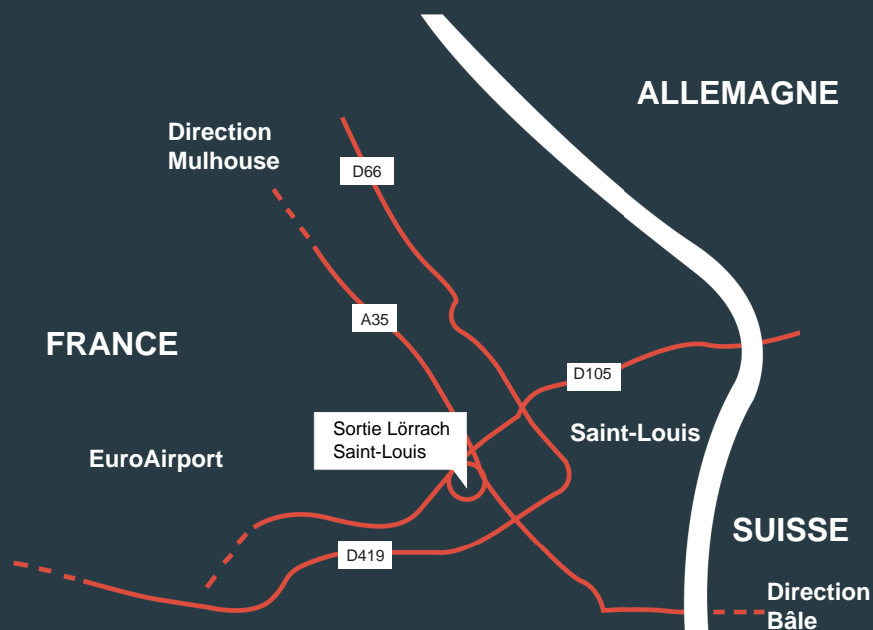 ALLEMAGNE
Direction
Mulhouse
D66
A35
FRANCE
D105
Sortie Lörrach
Saint-Louis
Saint-Louis
EuroAirport
SUISSE
D419
Direction
Bâle